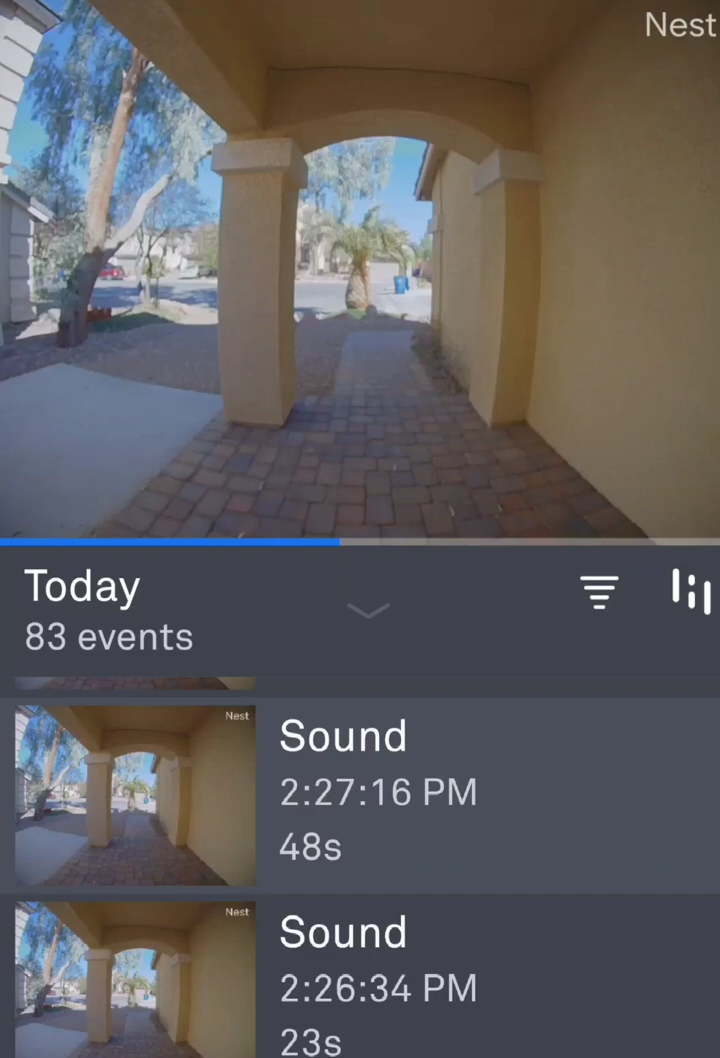 Nest
Today
83 events
Nest
Sound
2:27:16 PM
48s
Nest
Sound
2:26:34 PM
23s